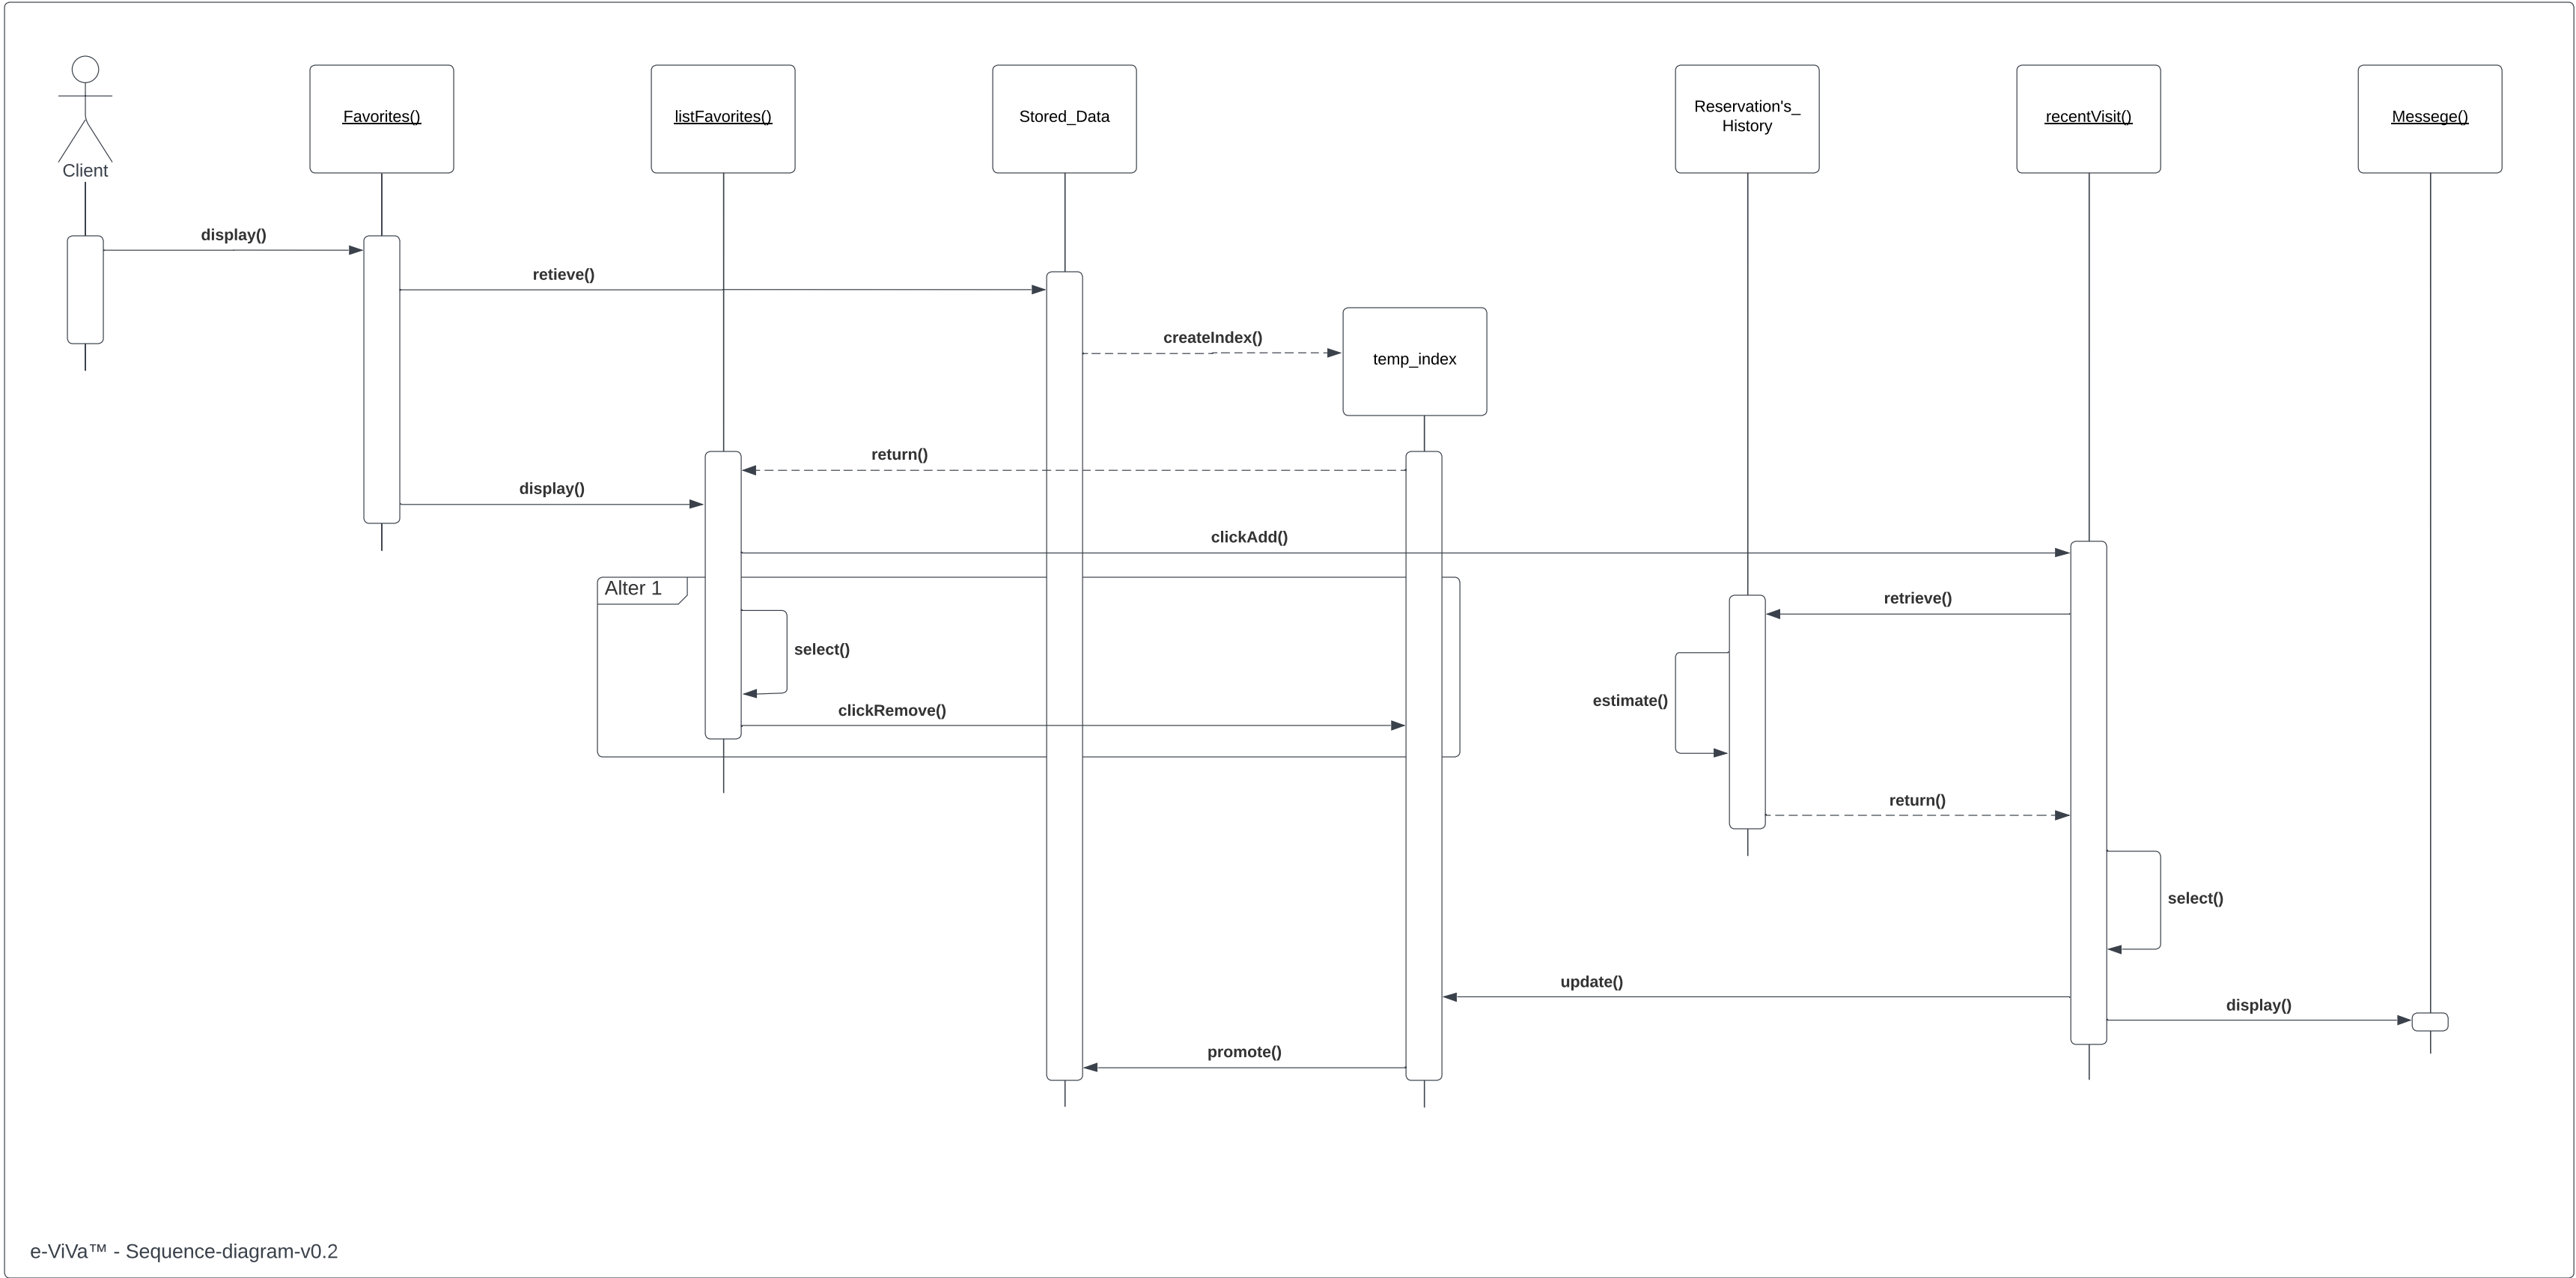 Client
Favorites()
listFavorites()
Stored_Data
Reservation's_
History
recentVisit()
Messege()
display()
retieve()
createIndex()
temp_index
return()
display()
clickAdd()
Alter 1
retrieve()
select()
estimate()
clickRemove()
return()
select()
update()
display()
promote()
e-ViVa™ - Sequence-diagram-v0.2